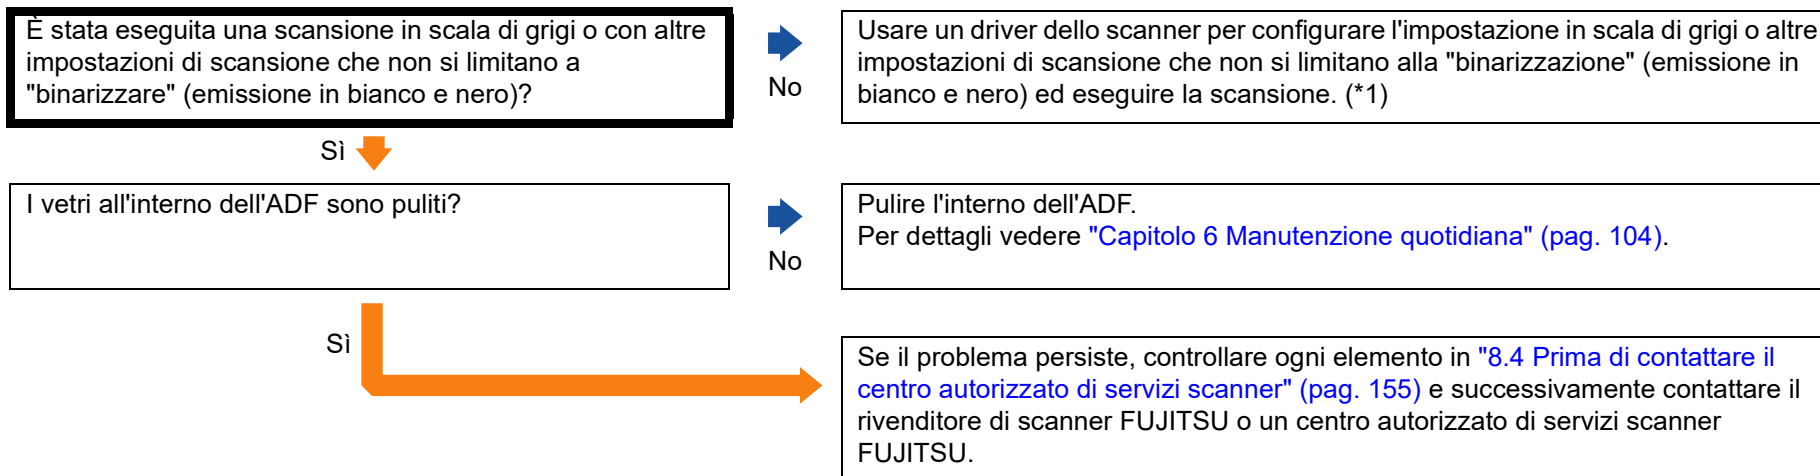 È stata eseguita una scansione in scala di grigi o con altre
impostazioni di scansione che non si limitano a
"binarizzare" (emissione in bianco e nero)?
No
Usare un driver dello scanner per configurare l'impostazione in scala di grigi o altre
impostazioni di scansione che non si limitano alla "binarizzazione" (emissione in
bianco e nero) ed eseguire la scansione. (*1)
Sì
I vetri all'interno dell'ADF sono puliti?
No
Pulire l'interno dell'ADF.
Per dettagli vedere "Capitolo 6 Manutenzione quotidiana" (pag. 104).
Sì
Se il problema persiste, controllare ogni elemento in "8.4 Prima di contattare il
centro autorizzato di servizi scanner" (pag. 155) e successivamente contattare il
rivenditore di scanner FUJITSU o un centro autorizzato di servizi scanner
FUJITSU.